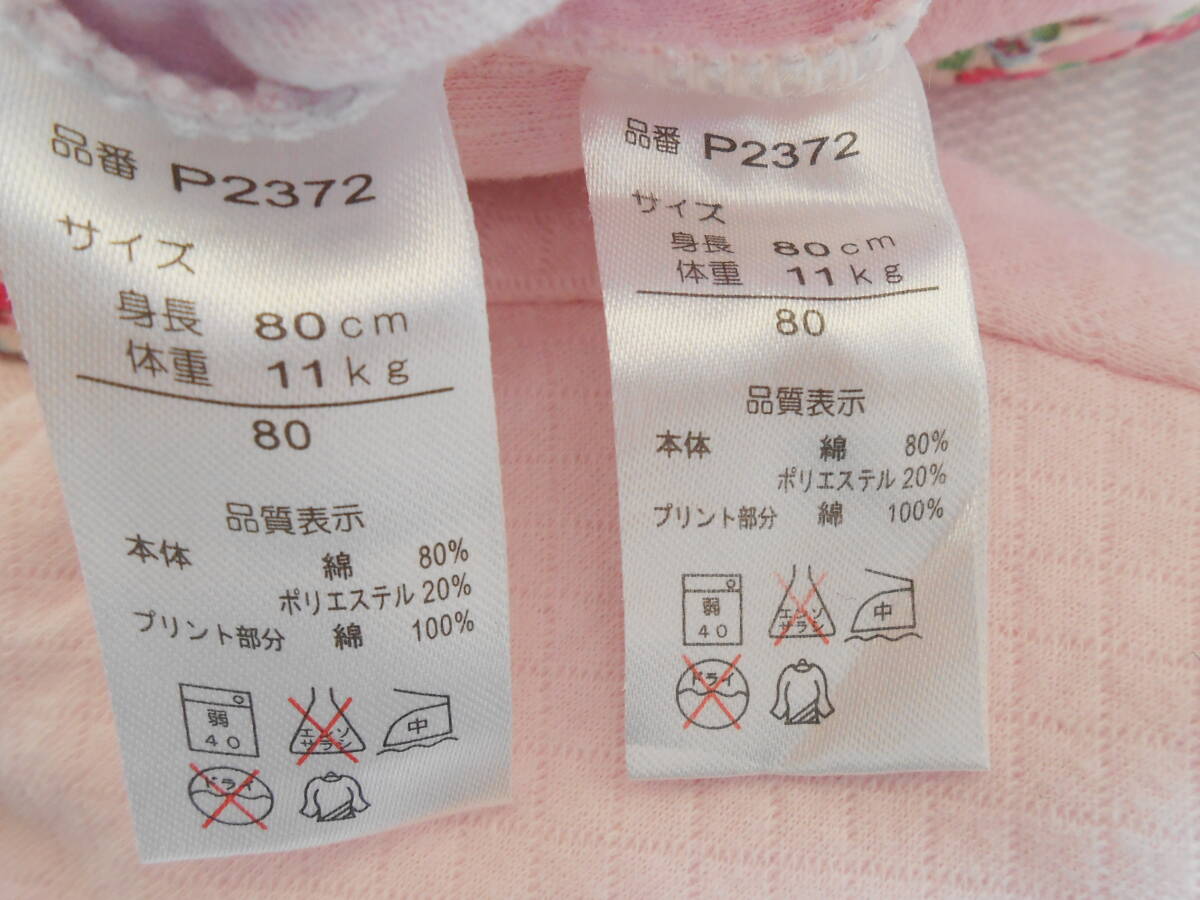 品番 P2372
サイズ
身長 80cm
体重 11kg
80
品質表示
本体 綿 80%
ポリエステル 20%
プリント部分 綿 100%
弱
40
エンソ
サラシ
中
ドライ
品番 P2372
サイズ
身長 80cm
体重 11kg
80
品質表示
本体 綿 80%
ポリエステル 20%
プリント部分 綿 100%
弱
40
エンソ
サラシ
中
ドライ